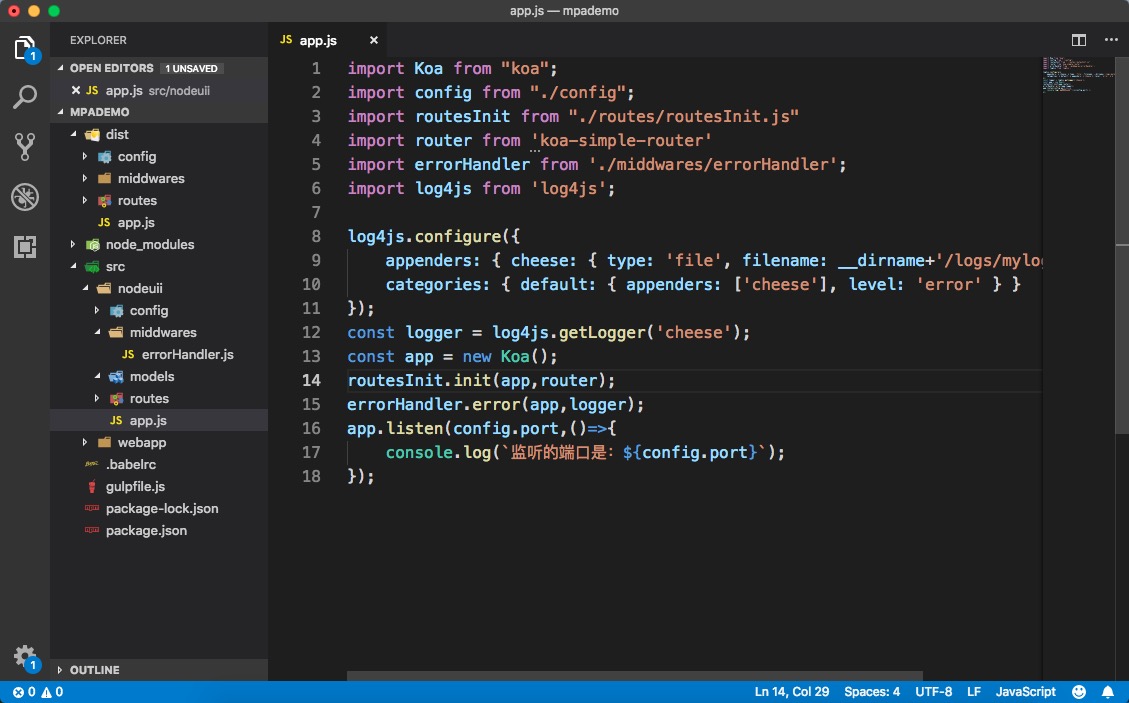 app.js — mpademo
EXPLORER
OPEN EDITORS 1 UNSAVED
JS app.js src/nodeuii
MPADEMO
dist
config
middwares
routes
JS app.js
node_modules
src
nodeuii
config
middwares
JS errorHandler.js
models
routes
JS app.js
webapp
.babelrc
gulpfile.js
package-lock.json
package.json
OUTLINE
1
1
JS app.js
1 import Koa from "koa";
2 import config from "./config";
3 import routesInit from "./routes/routesInit.js"
4 import router from 'koa-simple-router'
5 import errorHandler from './middwares/errorHandler';
6 import log4js from 'log4js';
7
8 log4js.configure({
9 appenders: { cheese: { type: 'file', filename: __dirname+'/logs/mylog
10 categories: { default: { appenders: ['cheese'], level: 'error' } }
11 });
12 const logger = log4js.getLogger('cheese');
13 const app = new Koa();
14 routesInit.init(app,router);
15 errorHandler.error(app,logger);
16 app.listen(config.port,()=>{
17 console.log(`监听的端口是：${config.port}`);
18 });
0 0 Ln 14, Col 29 Spaces: 4 UTF-8 LF JavaScript